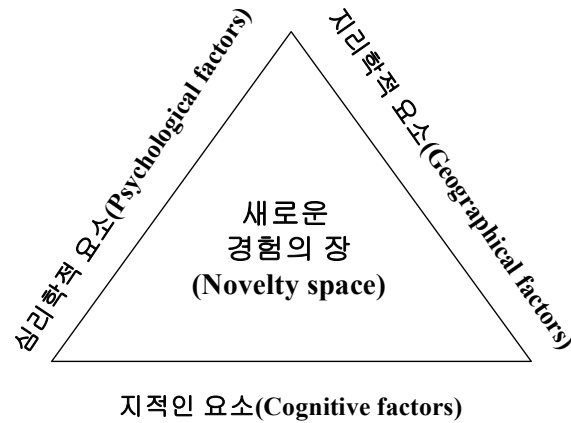 심리학적 요소(Psychological factors)
지리학적 요소(Geographical factors)
새로운
경험의 장
(Novelty space)
지적인 요소(Cognitive factors)